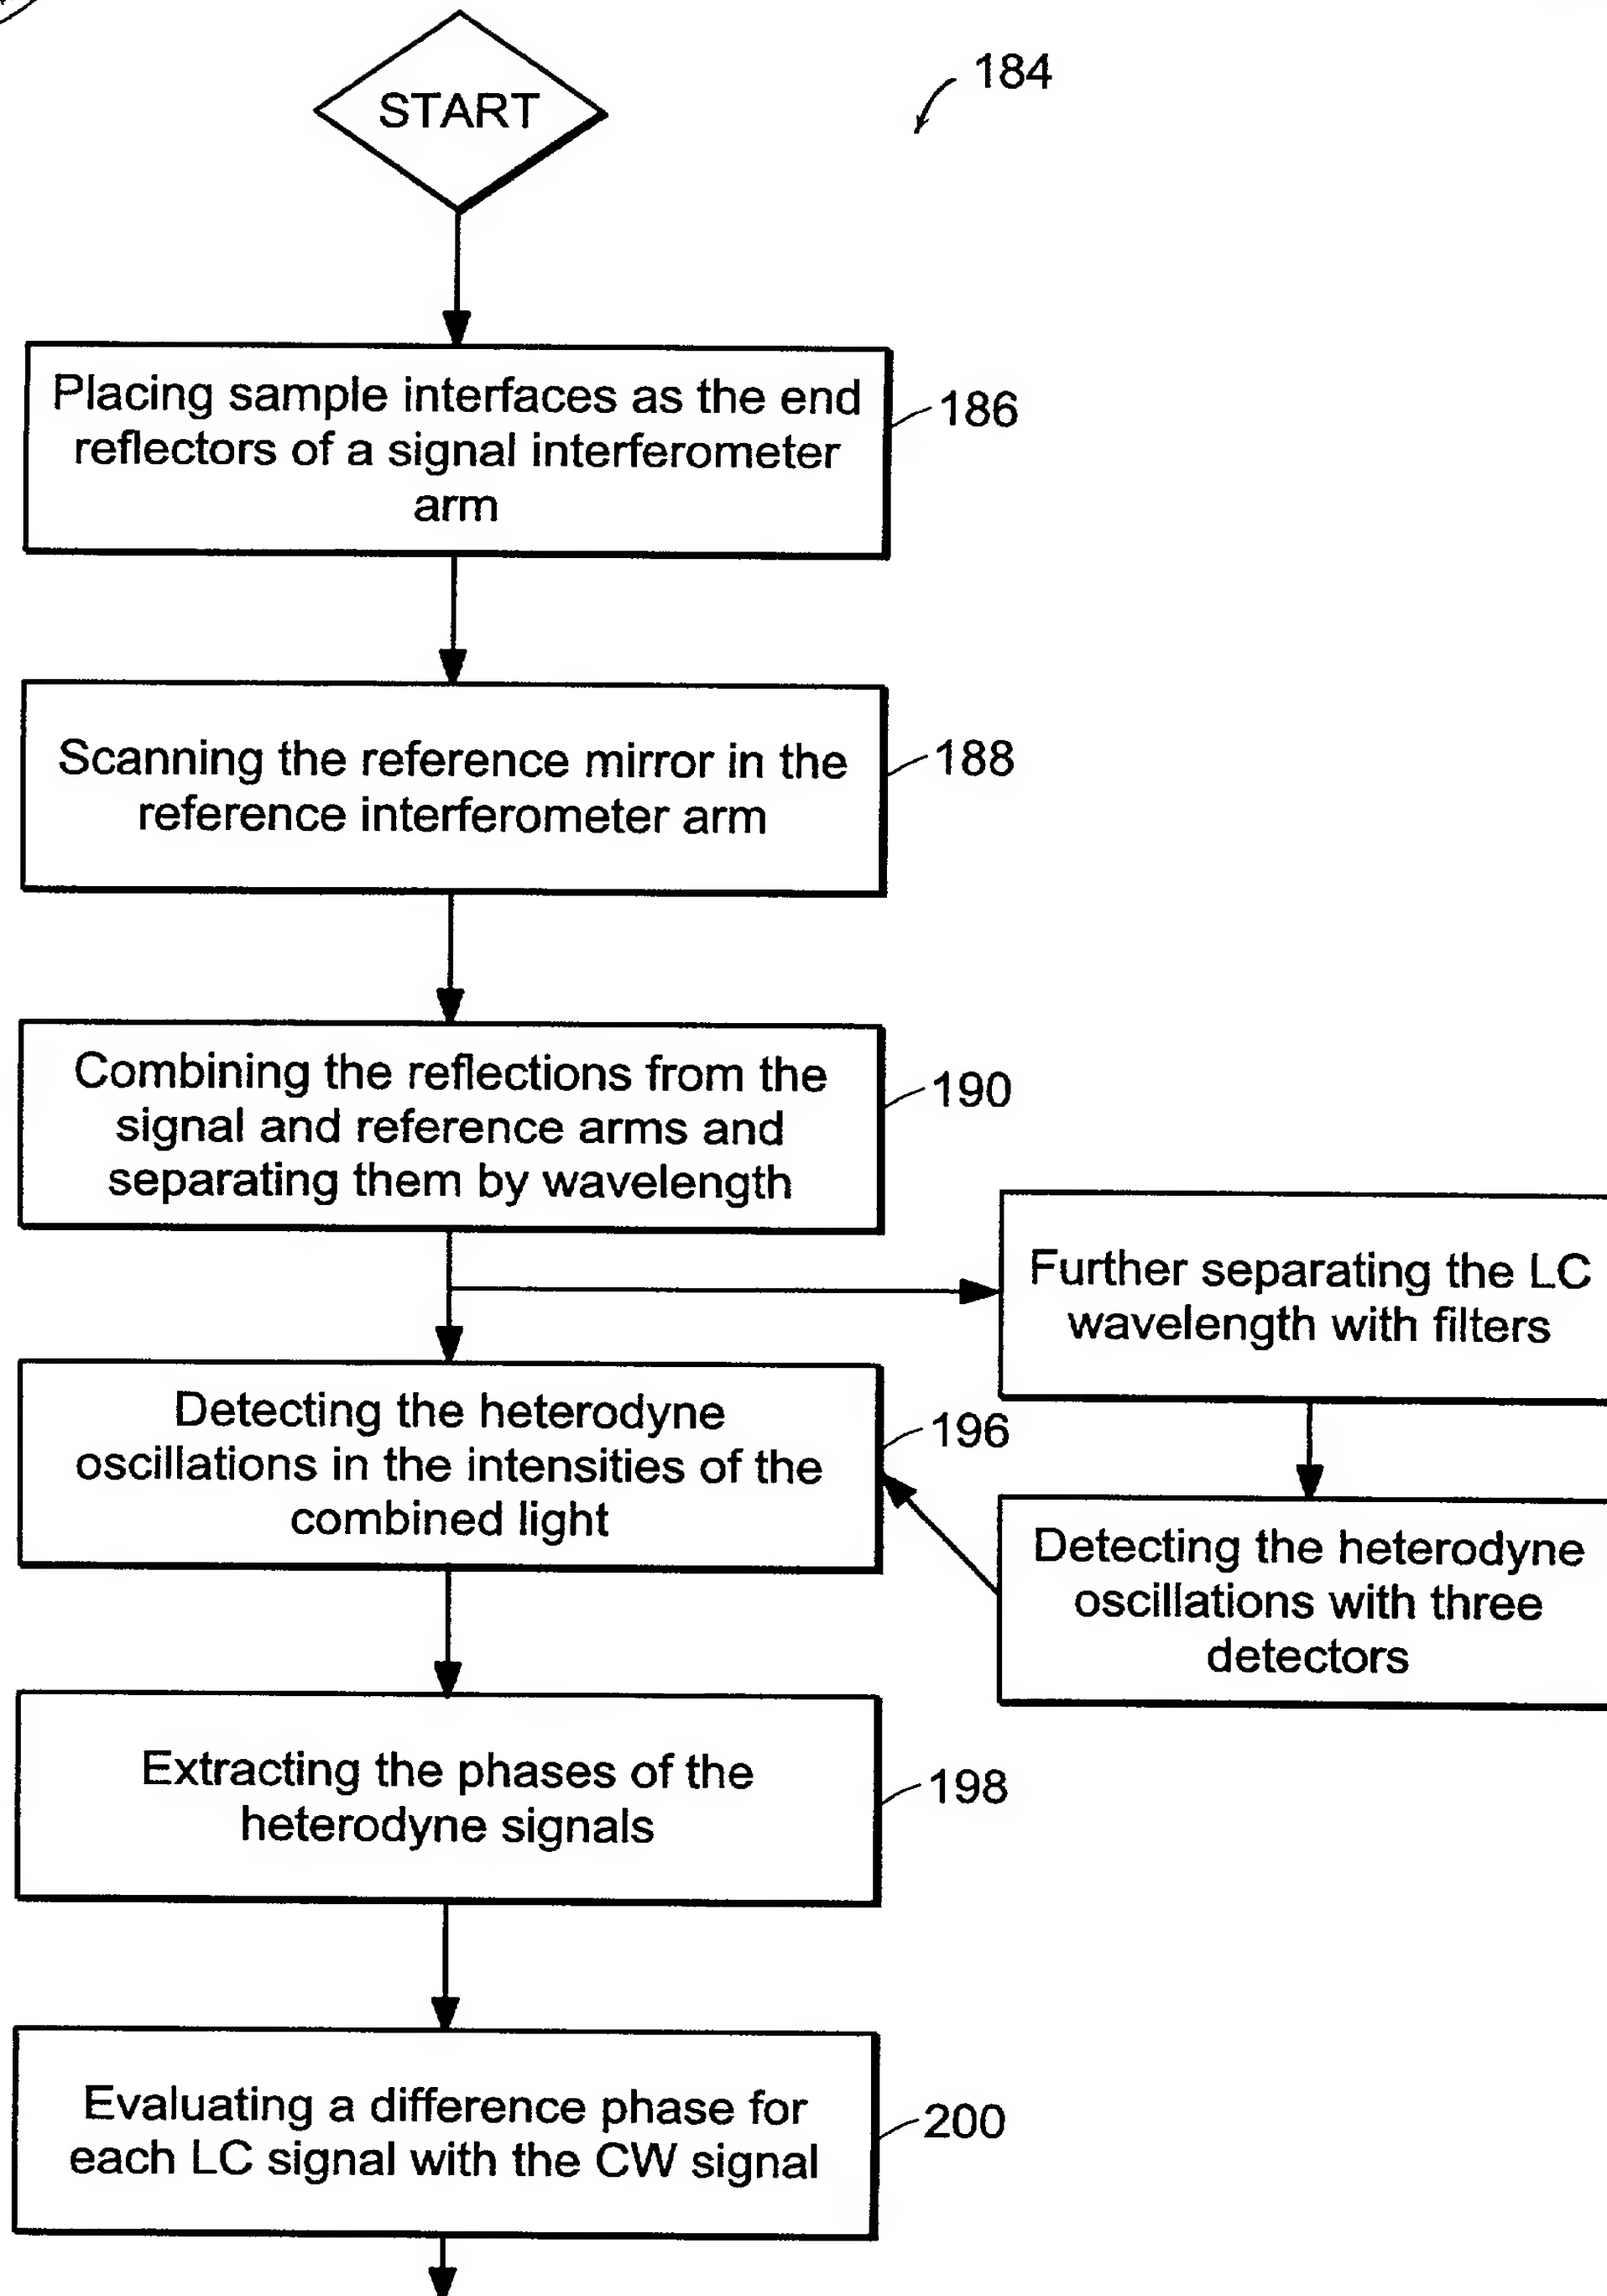 START
184
Placing sample interfaces as the end
reflectors of a signal interferometer
arm
186
Scanning the reference mirror in the
reference interferometer arm
188
Combining the reflections from the
signal and reference arms and
separating them by wavelength
190
Further separating the LC
wavelength with filters
Detecting the heterodyne
oscillations in the intensities of the
combined light
196
Detecting the heterodyne
oscillations with three
detectors
Extracting the phases of the
heterodyne signals
198
Evaluating a difference phase for
each LC signal with the CW signal
200